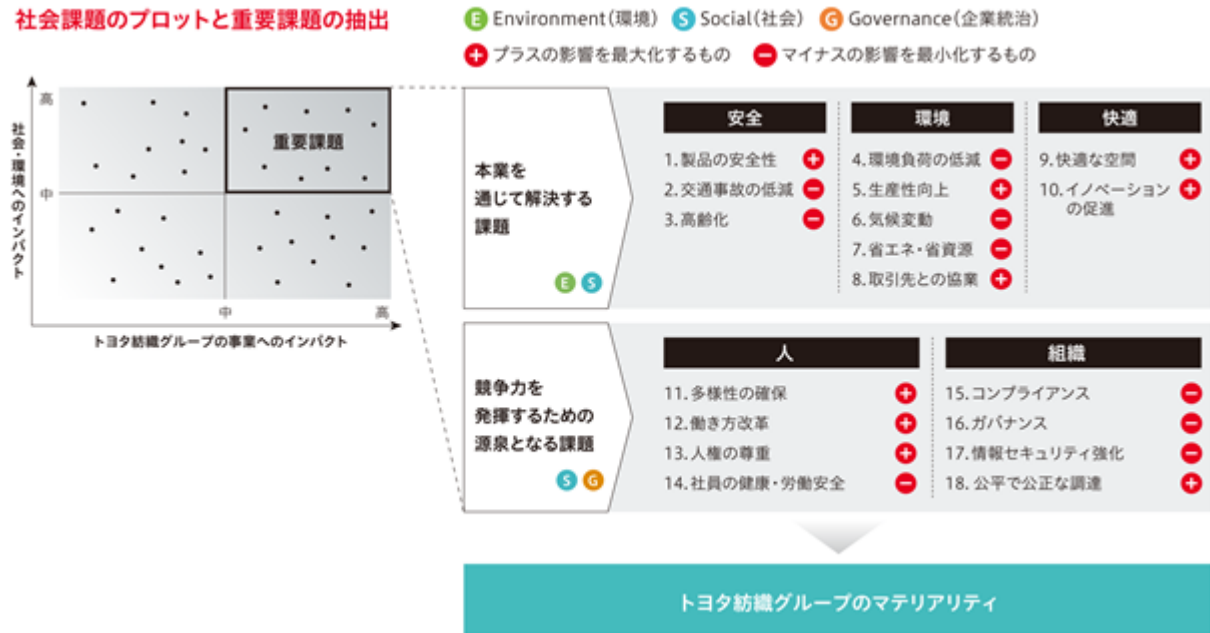 社会課題のプロットと重要課題の抽出
E Environment(環境) S Social(社会) G Governance(企業統治)
+ プラスの影響を最大化するもの − マイナスの影響を最小化するもの
高
社会・環境へのインパクト
重要課題
中
中
高
トヨタ紡織グループの事業へのインパクト
本業を
通じて解決する
課題
E S
安全
1.製品の安全性 +
2.交通事故の低減 −
3.高齢化 −
環境
4.環境負荷の低減 −
5.生産性向上 +
6.気候変動 −
7.省エネ・省資源 −
8.取引先との協業 +
快適
9.快適な空間 +
10.イノベーション +
の促進
競争力を
発揮するための
源泉となる課題
S G
人
11.多様性の確保 +
12.働き方改革 +
13.人権の尊重 +
14.社員の健康・労働安全 −
組織
15.コンプライアンス −
16.ガバナンス −
17.情報セキュリティ強化 −
18.公平で公正な調達 +
トヨタ紡織グループのマテリアリティ